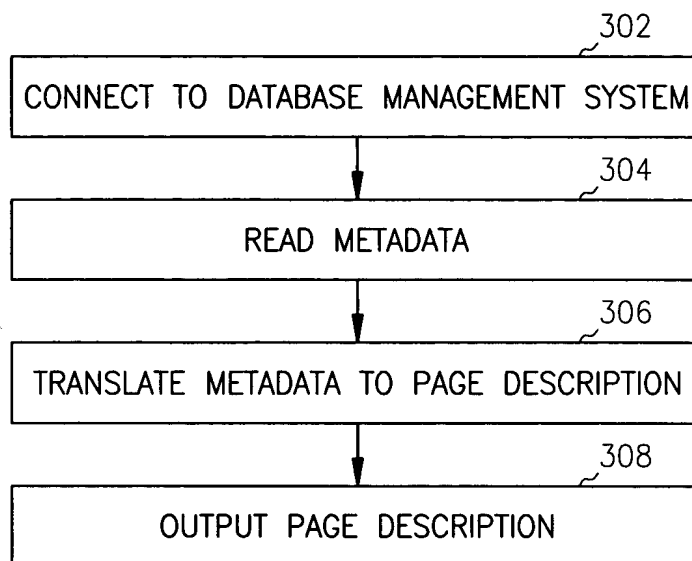 302
CONNECT TO DATABASE MANAGEMENT SYSTEM
304
READ METADATA
306
TRANSLATE METADATA TO PAGE DESCRIPTION
308
OUTPUT PAGE DESCRIPTION